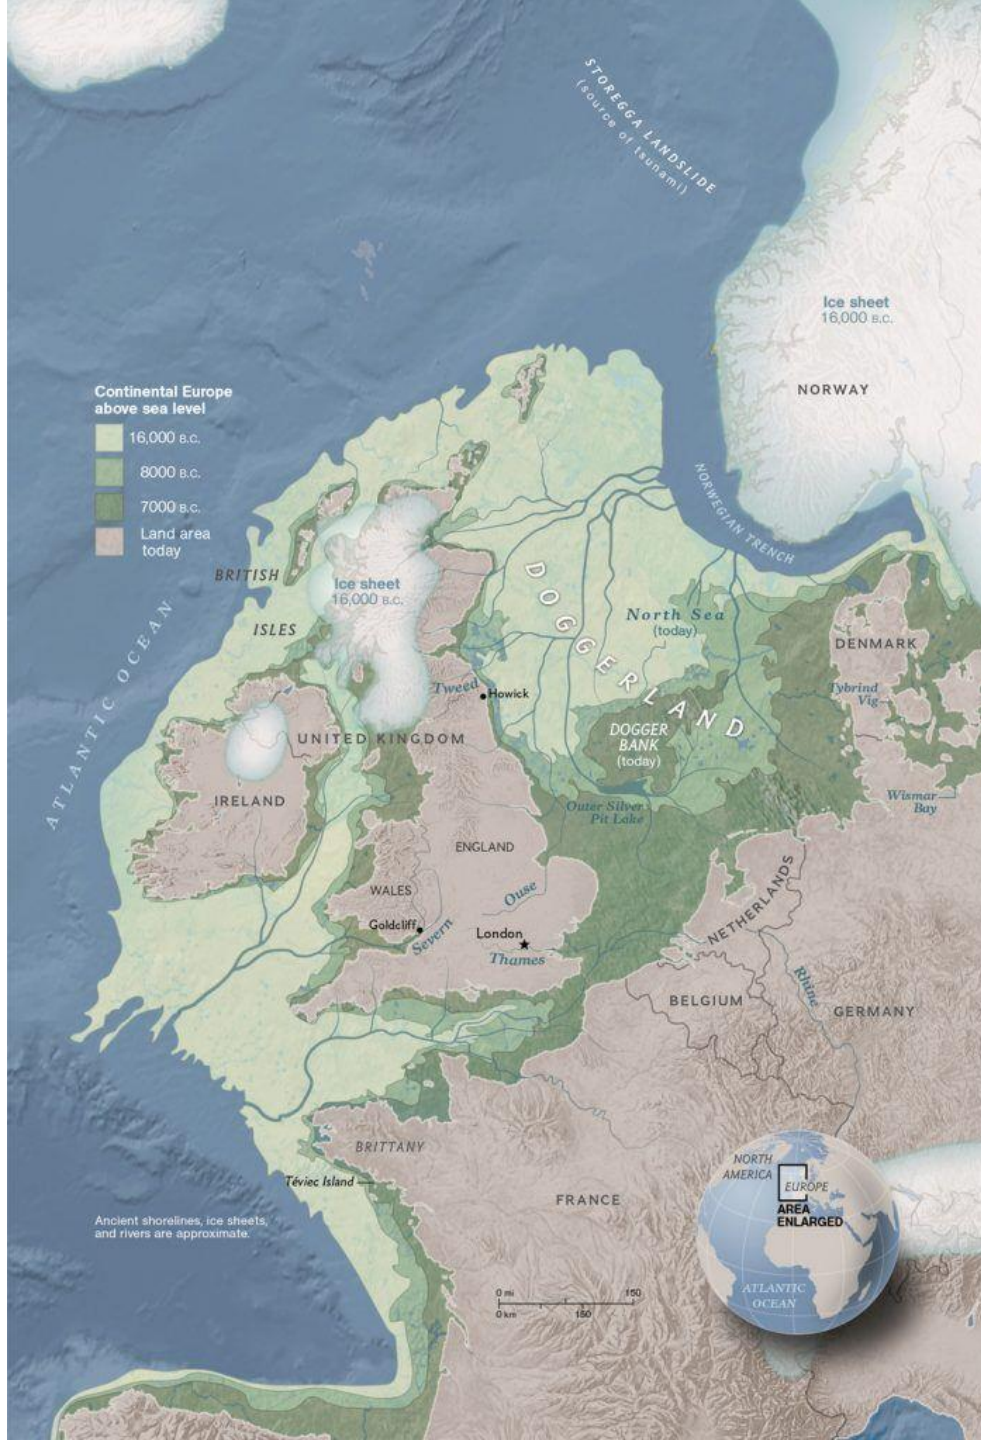 STOREGGA LANDSLIDE
(source of tsunami)
Ice sheet
16,000 B.C.
NORWAY
Continental Europe
above sea level
16,000 B.C.
8000 B.C.
7000 B.C.
Land area
today
NORWEGIAN TRENCH
BRITISH
ISLES
Ice sheet
16,000 B.C.
ATLANTIC OCEAN
DOGGERLAND
North Sea
(today)
DENMARK
Tybrind
Vig
Tweed
Howick
DOGGER
BANK
(today)
UNITED KINGDOM
IRELAND
Outer Silver
Pit Lake
Wismar
Bay
ENGLAND
WALES
Ouse
NETHERLANDS
Goldcliff
Severn
London
Thames
Rhine
BELGIUM
GERMANY
BRITTANY
Téviec Island
FRANCE
NORTH
AMERICA
EUROPE
AREA
ENLARGED
ATLANTIC
OCEAN
Ancient shorelines, ice sheets,
and rivers are approximate.
0 mi 150
0 km 150